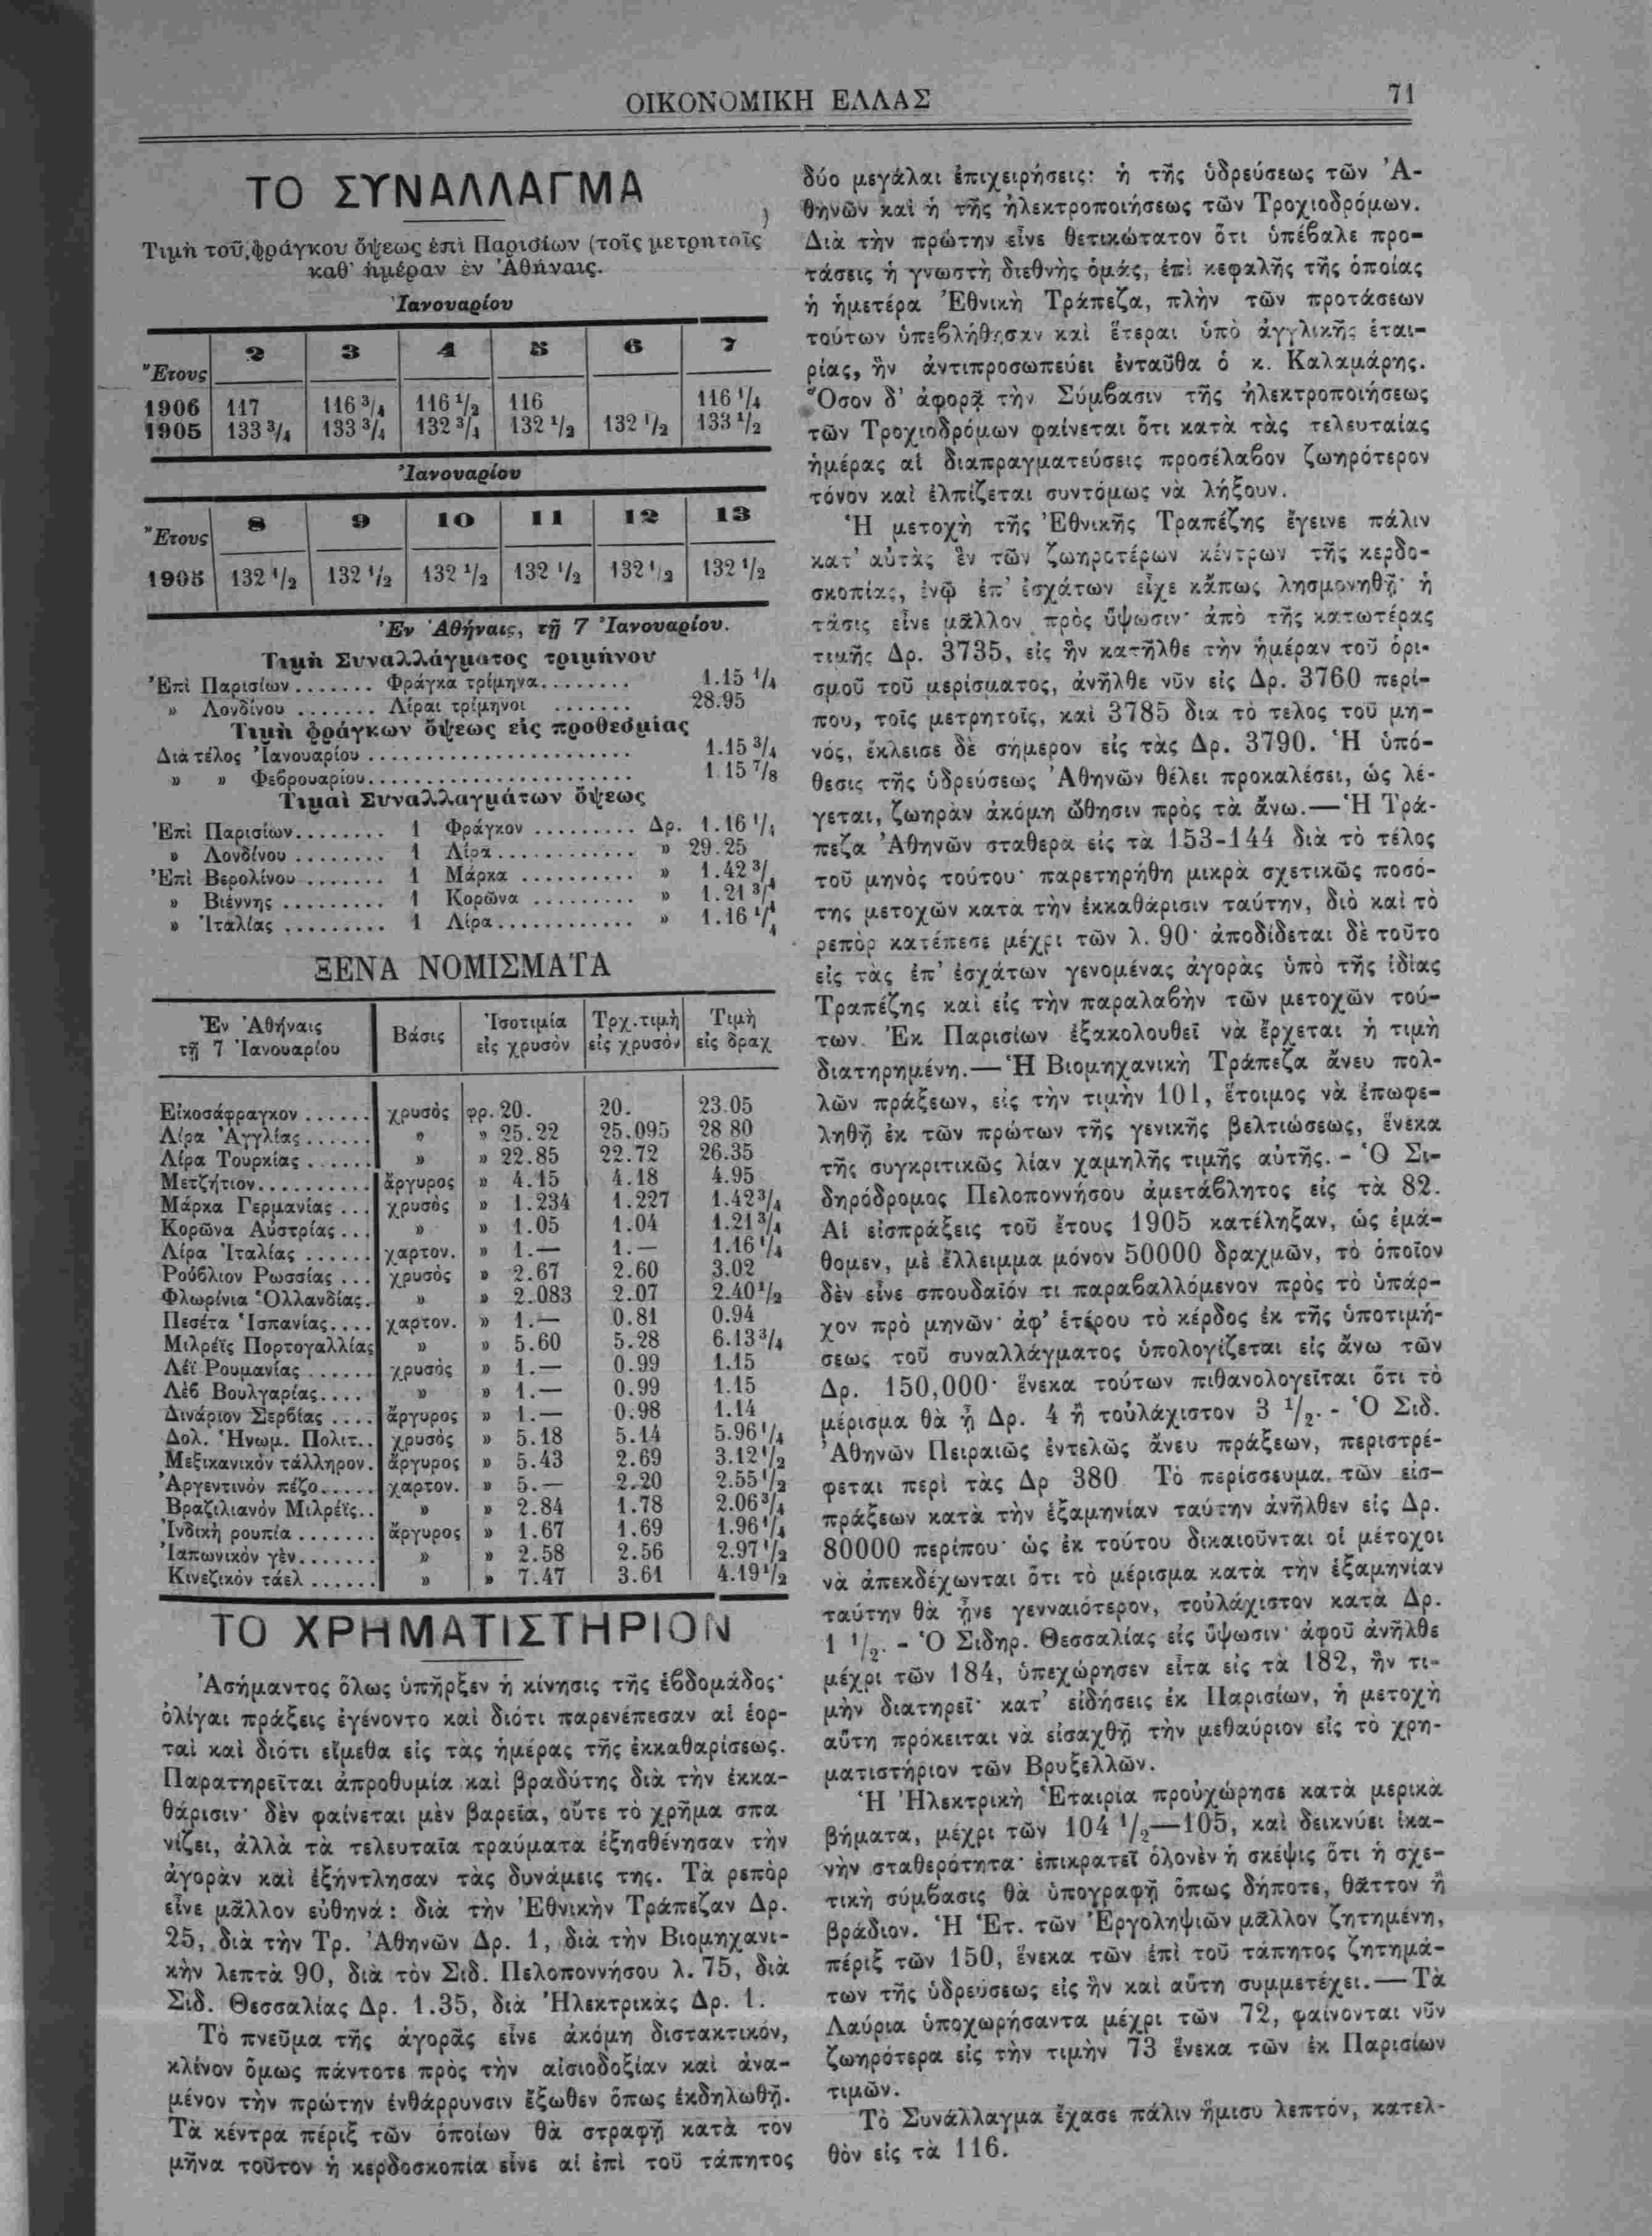 ΟΙΚΟΝΟΜΙΚΗ ΕΛΛΑΣ 71
ΤΟ ΣΥΝΑΛΛΑΓΜΑ
Τιμὴ τοῦ φράγκου ὄψεως ἐπὶ Παρισίων (τοῖς μετρητοῖς
καθ' ἡμέραν ἐν Ἀθήναις.
Ἰανουαρίου
Ἔτους 2 3 4 5 6 7
1906 117 116 3/4 116 1/2 116 116 1/4
1905 133 3/4 133 3/4 132 3/4 132 1/2 132 1/2 133 1/2
Ἰανουαρίου
Ἔτους 8 9 10 11 12 13
1905 132 1/2 132 1/2 132 1/2 132 1/2 132 1/2 132 1/2
Ἐν Ἀθήναις, τῇ 7 Ἰανουαρίου.
Τιμὴ Συναλλάγματος τριμήνου
Ἐπὶ Παρισίων....... Φράγκα τρίμηνα........ 1.15 1/4
» Λονδίνου ....... Λίραι τρίμηνοι ....... 28.95
Τιμὴ φράγκων ὄψεως εἰς προθεσμίας
Διὰ τέλος Ἰανουαρίου ...................... 1.15 3/4
» » Φεβρουαρίου...................... 1.15 7/8
Τιμαὶ Συναλλαγμάτων ὄψεως
Ἐπὶ Παρισίων........ 1 Φράγκον ......... Δρ. 1.16 1/4
» Λονδίνου ........ 1 Λίρα............ » 29.25
Ἐπὶ Βερολίνου ....... 1 Μάρκα .......... » 1.42 3/4
» Βιέννης ......... 1 Κορῶνα ......... » 1.21 3/4
» Ἰταλίας ......... 1 Λίρα............ » 1.16 1/4
ΞΕΝΑ ΝΟΜΙΣΜΑΤΑ
Ἐν Ἀθήναις Βάσις Ἰσοτιμία Τρχ.τιμὴ Τιμὴ
τῇ 7 Ἰανουαρίου εἰς χρυσὸν εἰς χρυσὸν εἰς δραχ
Εἰκοσάφραγκον ...... χρυσὸς φρ. 20. 20. 23.05
Λίρα Ἀγγλίας ...... » » 25.22 25.095 28 80
Λίρα Τουρκίας ...... » » 22.85 22.72 26.35
Μετζήτιον.......... ἄργυρος » 4.15 4.18 4.95
Μάρκα Γερμανίας ... χρυσὸς » 1.234 1.227 1.42 3/4
Κορῶνα Αὐστρίας... » » 1.05 1.04 1.21 3/4
Λίρα Ἰταλίας ...... χαρτον. » 1.— 1.— 1.16 1/4
Ρούβλιον Ρωσσίας ... χρυσὸς » 2.67 2.60 3.02
Φλωρίνια Ὁλλανδίας. » » 2.083 2.07 2.40 1/2
Πεσέτα Ἱσπανίας.... χαρτον. » 1.— 0.81 0.94
Μιλρέϊς Πορτογαλλίας » » 5.60 5.28 6.13 3/4
Λέϊ Ρουμανίας ...... χρυσὸς » 1.— 0.99 1.15
Λὲβ Βουλγαρίας.... » » 1.— 0.99 1.15
Δινάριον Σερβίας .... ἄργυρος » 1.— 0.98 1.14
Δολ. Ἡνωμ. Πολιτ.. χρυσὸς » 5.18 5.14 5.96 1/4
Μεξικανικὸν τάλληρον. ἄργυρος » 5.43 2.69 3.12 1/2
Ἀργεντινὸν πέζο..... χαρτον. » 5.— 2.20 2.55 1/2
Βραζιλιανὸν Μιλρέϊς.. » » 2.84 1.78 2.06 3/4
Ἰνδικὴ ρουπία ....... ἄργυρος » 1.67 1.69 1.96 1/4
Ἰαπωνικὸν γὲν....... » » 2.58 2.56 2.97 1/2
Κινεζικὸν τάελ ...... » » 7.47 3.61 4.19 1/2
ΤΟ ΧΡΗΜΑΤΙΣΤΗΡΙΟΝ
Ἀσήμαντος ὅλως ὑπῆρξεν ἡ κίνησις τῆς ἑβδομάδος·
ὀλίγαι πράξεις ἐγένοντο καὶ διότι παρενέπεσαν αἱ ἑορ-
ταὶ καὶ διότι εἴμεθα εἰς τὰς ἡμέρας τῆς ἐκκαθαρίσεως.
Παρατηρεῖται ἀπροθυμία καὶ βραδύτης διὰ τὴν ἐκκα-
θάρισιν· δὲν φαίνεται μὲν βαρεῖα, οὔτε τὸ χρῆμα σπα
νίζει, ἀλλὰ τὰ τελευταῖα τραύματα ἐξησθένησαν τὴν
ἀγορὰν καὶ ἐξήντλησαν τὰς δυνάμεις της. Τὰ ρεπὸρ
εἶνε μᾶλλον εὐθηνά : διὰ τὴν Ἐθνικὴν Τράπεζαν Δρ.
25, διὰ τὴν Τρ. Ἀθηνῶν Δρ. 1, διὰ τὴν Βιομηχανι-
κὴν λεπτὰ 90, διὰ τὸν Σιδ. Πελοποννήσου λ. 75, διὰ
Σιδ. Θεσσαλίας Δρ. 1.35, διὰ Ἠλεκτρικὰς Δρ. 1.
Τὸ πνεῦμα τῆς ἀγορᾶς εἶνε ἀκόμη διστακτικόν,
κλίνον ὅμως πάντοτε πρὸς τὴν αἰσιοδοξίαν καὶ ἀνα-
μένον τὴν πρώτην ἐνθάρρυνσιν ἔξωθεν ὅπως ἐκδηλωθῇ.
Τὰ κέντρα πέριξ τῶν ὁποίων θὰ στραφῇ κατὰ τὸν
μῆνα τοῦτον ἡ κερδοσκοπία εἶνε αἱ ἐπὶ τοῦ τάπητος
δύο μεγάλαι ἐπιχειρήσεις: ἡ τῆς ὑδρεύσεως τῶν Ἀ-
θηνῶν καὶ ἡ τῆς ἠλεκτροποιήσεως τῶν Τροχιοδρόμων.
Διὰ τὴν πρώτην εἶνε θετικώτατον ὅτι ὑπέβαλε προ-
τάσεις ἡ γνωστὴ διεθνὴς ὁμάς, ἐπὶ κεφαλῆς τῆς ὁποίας
ἡ ἡμετέρα Ἐθνικὴ Τράπεζα, πλὴν τῶν προτάσεων
τούτων ὑπεβλήθησαν καὶ ἕτεραι ὑπὸ ἀγγλικῆς ἑται-
ρίας, ἣν ἀντιπροσωπεύει ἐνταῦθα ὁ κ. Καλαμάρης.
Ὅσον δ' ἀφορᾷ τὴν Σύμβασιν τῆς ἠλεκτροποιήσεως
τῶν Τροχιοδρόμων φαίνεται ὅτι κατὰ τὰς τελευταίας
ἡμέρας αἱ διαπραγματεύσεις προσέλαβον ζωηρότερον
τόνον καὶ ἐλπίζεται συντόμως νὰ λήξουν.
Ἡ μετοχὴ τῆς Ἐθνικῆς Τραπέζης ἔγεινε πάλιν
κατ' αὐτὰς ἓν τῶν ζωηροτέρων κέντρων τῆς κερδο-
σκοπίας, ἐνῷ ἐπ' ἐσχάτων εἶχε κἄπως λησμονηθῇ· ἡ
τάσις εἶνε μᾶλλον πρὸς ὕψωσιν· ἀπὸ τῆς κατωτέρας
τιμῆς Δρ. 3735, εἰς ἣν κατῆλθε τὴν ἡμέραν τοῦ ὁρι-
σμοῦ τοῦ μερίσματος, ἀνῆλθε νῦν εἰς Δρ. 3760 περί-
που, τοῖς μετρητοῖς, καὶ 3785 δια τὸ τελος τοῦ μη-
νός, ἔκλεισε δὲ σήμερον εἰς τὰς Δρ. 3790. Ἡ ὑπό-
θεσις τῆς ὑδρεύσεως Ἀθηνῶν θέλει προκαλέσει, ὡς λέ-
γεται, ζωηρὰν ἀκόμη ὤθησιν πρὸς τὰ ἄνω.—Ἡ Τρά-
πεζα Ἀθηνῶν σταθερα εἰς τὰ 153-144 διὰ τὸ τέλος
τοῦ μηνὸς τούτου· παρετηρήθη μικρὰ σχετικῶς ποσό-
της μετοχῶν κατα τὴν ἐκκαθάρισιν ταύτην, διὸ καὶ τὸ
ρεπὸρ κατέπεσε μέχρι τῶν λ. 90· ἀποδίδεται δὲ τοῦτο
εἰς τὰς ἐπ' ἐσχάτων γενομένας ἀγορὰς ὑπὸ τῆς ἰδίας
Τραπέζης καὶ εἰς τὴν παραλαβὴν τῶν μετοχῶν τού-
των. Ἐκ Παρισίων ἐξακολουθεῖ νὰ ἔρχεται ἡ τιμὴ
διατηρημένη.— Ἡ Βιομηχανικὴ Τράπεζα ἄνευ πολ-
λῶν πράξεων, εἰς τὴν τιμὴν 101, ἕτοιμος νὰ ἐπωφε-
ληθῇ ἐκ τῶν πρώτων τῆς γενικῆς βελτιώσεως, ἕνεκα
τῆς συγκριτικῶς λίαν χαμηλῆς τιμῆς αὐτῆς. - Ὁ Σι-
δηρόδρομος Πελοποννήσου ἀμετάβλητος εἰς τὰ 82.
Αἱ εἰσπράξεις τοῦ ἔτους 1905 κατέληξαν, ὡς ἐμά-
θομεν, μὲ ἔλλειμμα μόνον 50000 δραχμῶν, τὸ ὁποῖον
δὲν εἶνε σπουδαῖόν τι παραβαλλόμενον πρὸς τὸ ὑπάρ-
χον πρὸ μηνῶν· ἀφ' ἑτέρου τὸ κέρδος ἐκ τῆς ὑποτιμή-
σεως τοῦ συναλλάγματος ὑπολογίζεται εἰς ἄνω τῶν
Δρ. 150,000· ἕνεκα τούτων πιθανολογεῖται ὅτι τὸ
μέρισμα θὰ ᾖ Δρ. 4 ἢ τοὐλάχιστον 3 1/2. - Ὁ Σιδ.
Ἀθηνῶν Πειραιῶς ἐντελῶς ἄνευ πράξεων, περιστρέ-
φεται περὶ τὰς Δρ 380. Τὸ περίσσευμα τῶν εἰσ-
πράξεων κατὰ τὴν ἑξαμηνίαν ταύτην ἀνῆλθεν εἰς Δρ.
80000 περίπου· ὡς ἐκ τούτου δικαιοῦνται οἱ μέτοχοι
νὰ ἀπεκδέχωνται ὅτι τὸ μέρισμα κατὰ τὴν ἑξαμηνίαν
ταύτην θὰ ᾖνε γενναιότερον, τοὐλάχιστον κατὰ Δρ.
1 1/2. - Ὁ Σιδηρ. Θεσσαλίας εἰς ὕψωσιν· ἀφοῦ ἀνῆλθε
μέχρι τῶν 184, ὑπεχώρησεν εἶτα εἰς τὰ 182, ἣν τι-
μὴν διατηρεῖ· κατ' εἰδήσεις ἐκ Παρισίων, ἡ μετοχὴ
αὕτη πρόκειται νὰ εἰσαχθῇ τὴν μεθαύριον εἰς τὸ χρη-
ματιστήριον τῶν Βρυξελλῶν.
Ἡ Ἠλεκτρικὴ Ἑταιρία προὐχώρησε κατὰ μερικὰ
βήματα, μέχρι τῶν 104 1/2—105, καὶ δεικνύει ἱκα-
νὴν σταθερότητα· ἐπικρατεῖ ὁλονὲν ἡ σκέψις ὅτι ἡ σχε-
τικὴ σύμβασις θὰ ὑπογραφῇ ὅπως δήποτε, θᾶττον ἢ
βράδιον. Ἡ Ἑτ. τῶν Ἐργοληψιῶν μᾶλλον ζητημένη,
πέριξ τῶν 150, ἕνεκα τῶν ἐπὶ τοῦ τάπητος ζητημά-
των τῆς ὑδρεύσεως εἰς ἣν καὶ αὕτη συμμετέχει.— Τὰ
Λαύρια ὑποχωρήσαντα μέχρι τῶν 72, φαίνονται νῦν
ζωηρότερα εἰς τὴν τιμὴν 73 ἕνεκα τῶν ἐκ Παρισίων
τιμῶν.
Τὸ Συνάλλαγμα ἔχασε πάλιν ἥμισυ λεπτόν, κατελ-
θὸν εἰς τὰ 116.